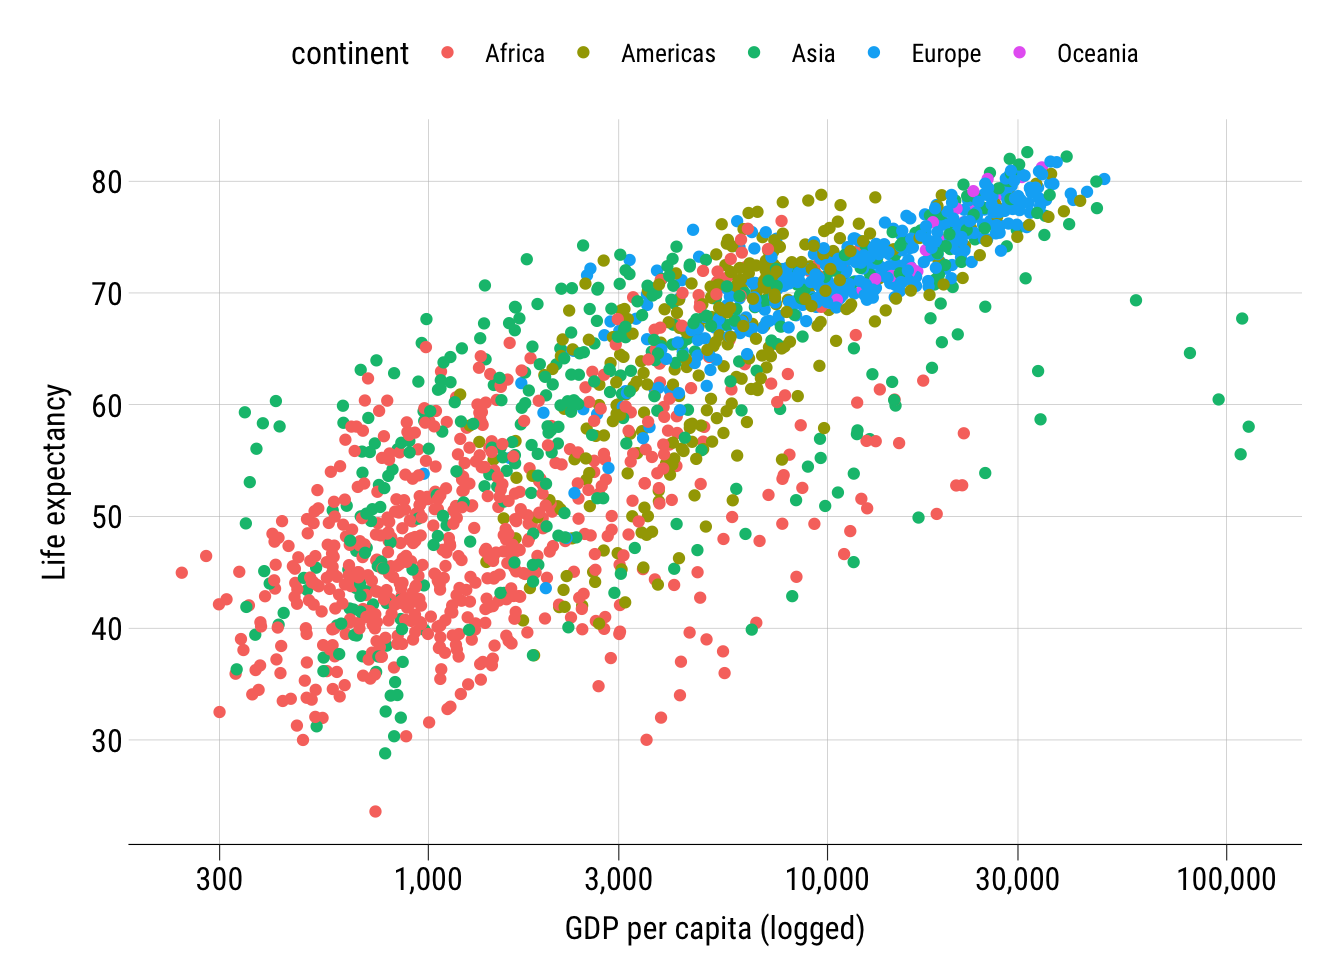 continent Africa Americas Asia Europe Oceania
80
70
60
50
40
30
Life expectancy
300 1,000 3,000 10,000 30,000 100,000
GDP per capita (logged)